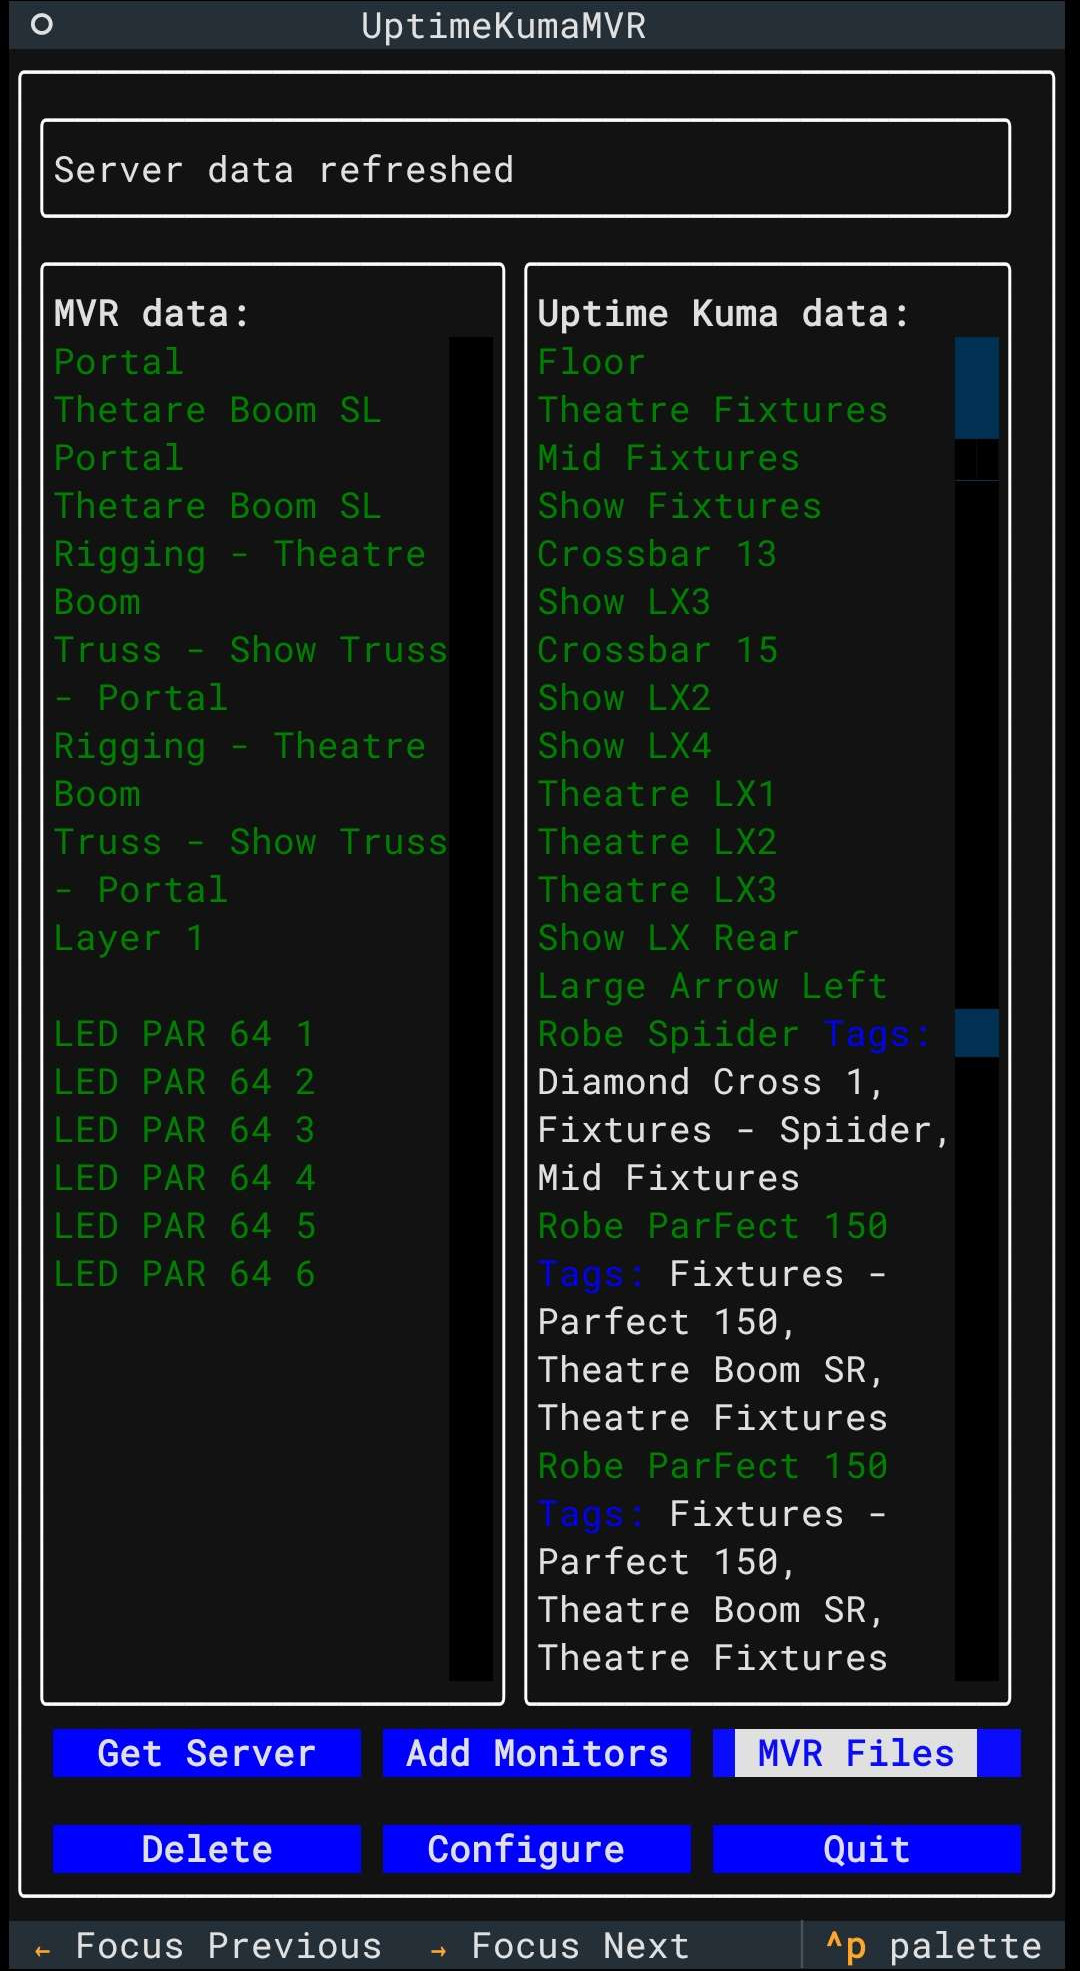 UptimeKumaMVR
Server data refreshed
MVR data:
Portal
Thetare Boom SL
Portal
Thetare Boom SL
Rigging - Theatre
Boom
Truss - Show Truss
- Portal
Rigging - Theatre
Boom
Truss - Show Truss
- Portal
Layer 1
LED PAR 64 1
LED PAR 64 2
LED PAR 64 3
LED PAR 64 4
LED PAR 64 5
LED PAR 64 6
Uptime Kuma data:
Floor
Theatre Fixtures
Mid Fixtures
Show Fixtures
Crossbar 13
Show LX3
Crossbar 15
Show LX2
Show LX4
Theatre LX1
Theatre LX2
Theatre LX3
Show LX Rear
Large Arrow Left
Robe Spiider Tags:
Diamond Cross 1,
Fixtures - Spiider,
Mid Fixtures
Robe ParFect 150
Tags: Fixtures -
Parfect 150,
Theatre Boom SR,
Theatre Fixtures
Robe ParFect 150
Tags: Fixtures -
Parfect 150,
Theatre Boom SR,
Theatre Fixtures
Get Server Add Monitors MVR Files
Delete Configure Quit
← Focus Previous → Focus Next ^p palette